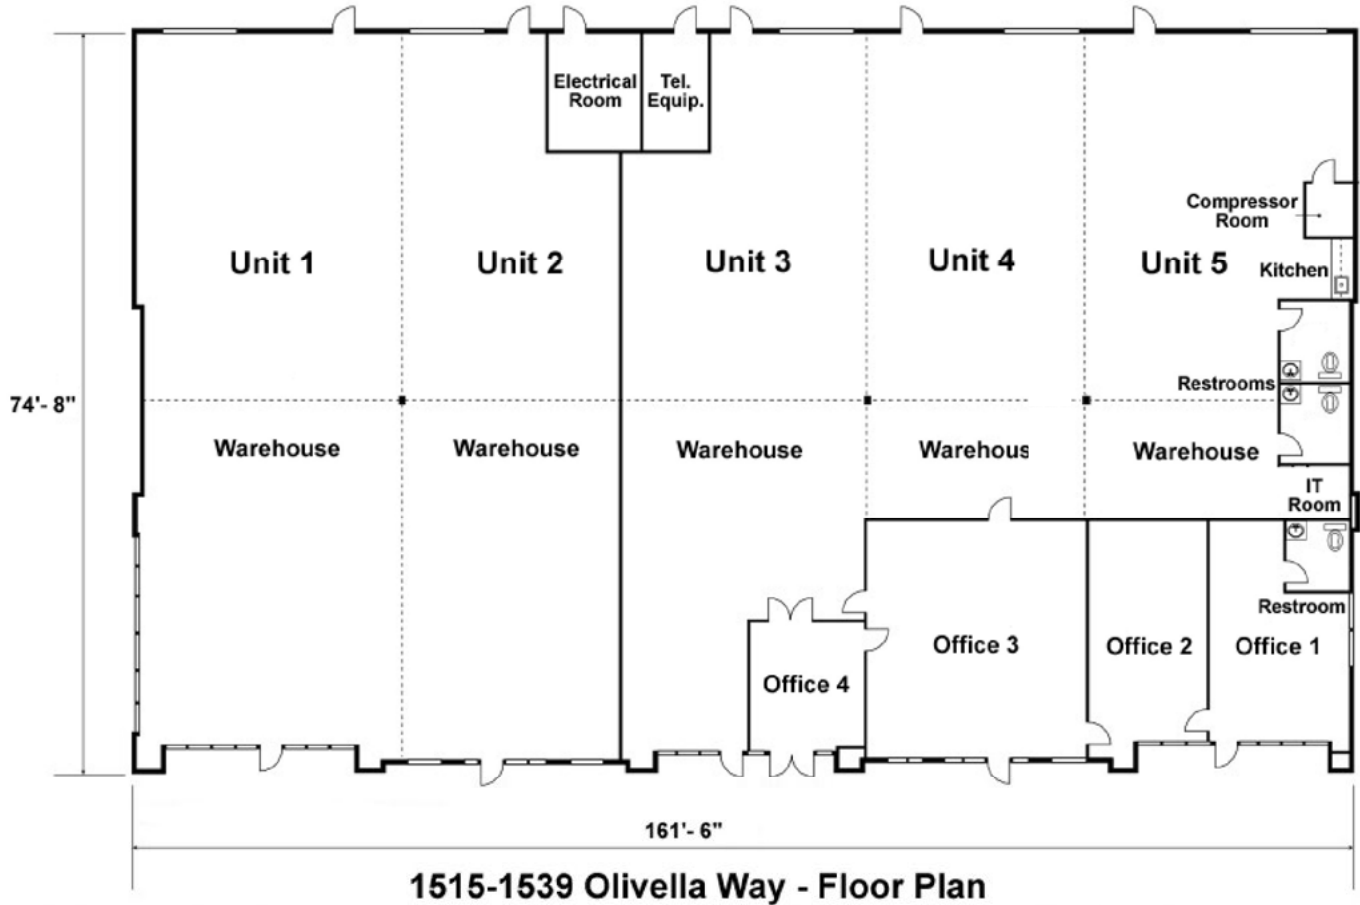 Electrical
Room
Tel.
Equip.
Compressor
Room
Unit 1
Unit 2
Unit 3
Unit 4
Unit 5
Kitchen
74'- 8"
Restrooms
Warehouse
Warehouse
Warehouse
Warehous
Warehouse
IT
Room
Restroom
Office 4
Office 3
Office 2
Office 1
161'- 6"
1515-1539 Olivella Way - Floor Plan